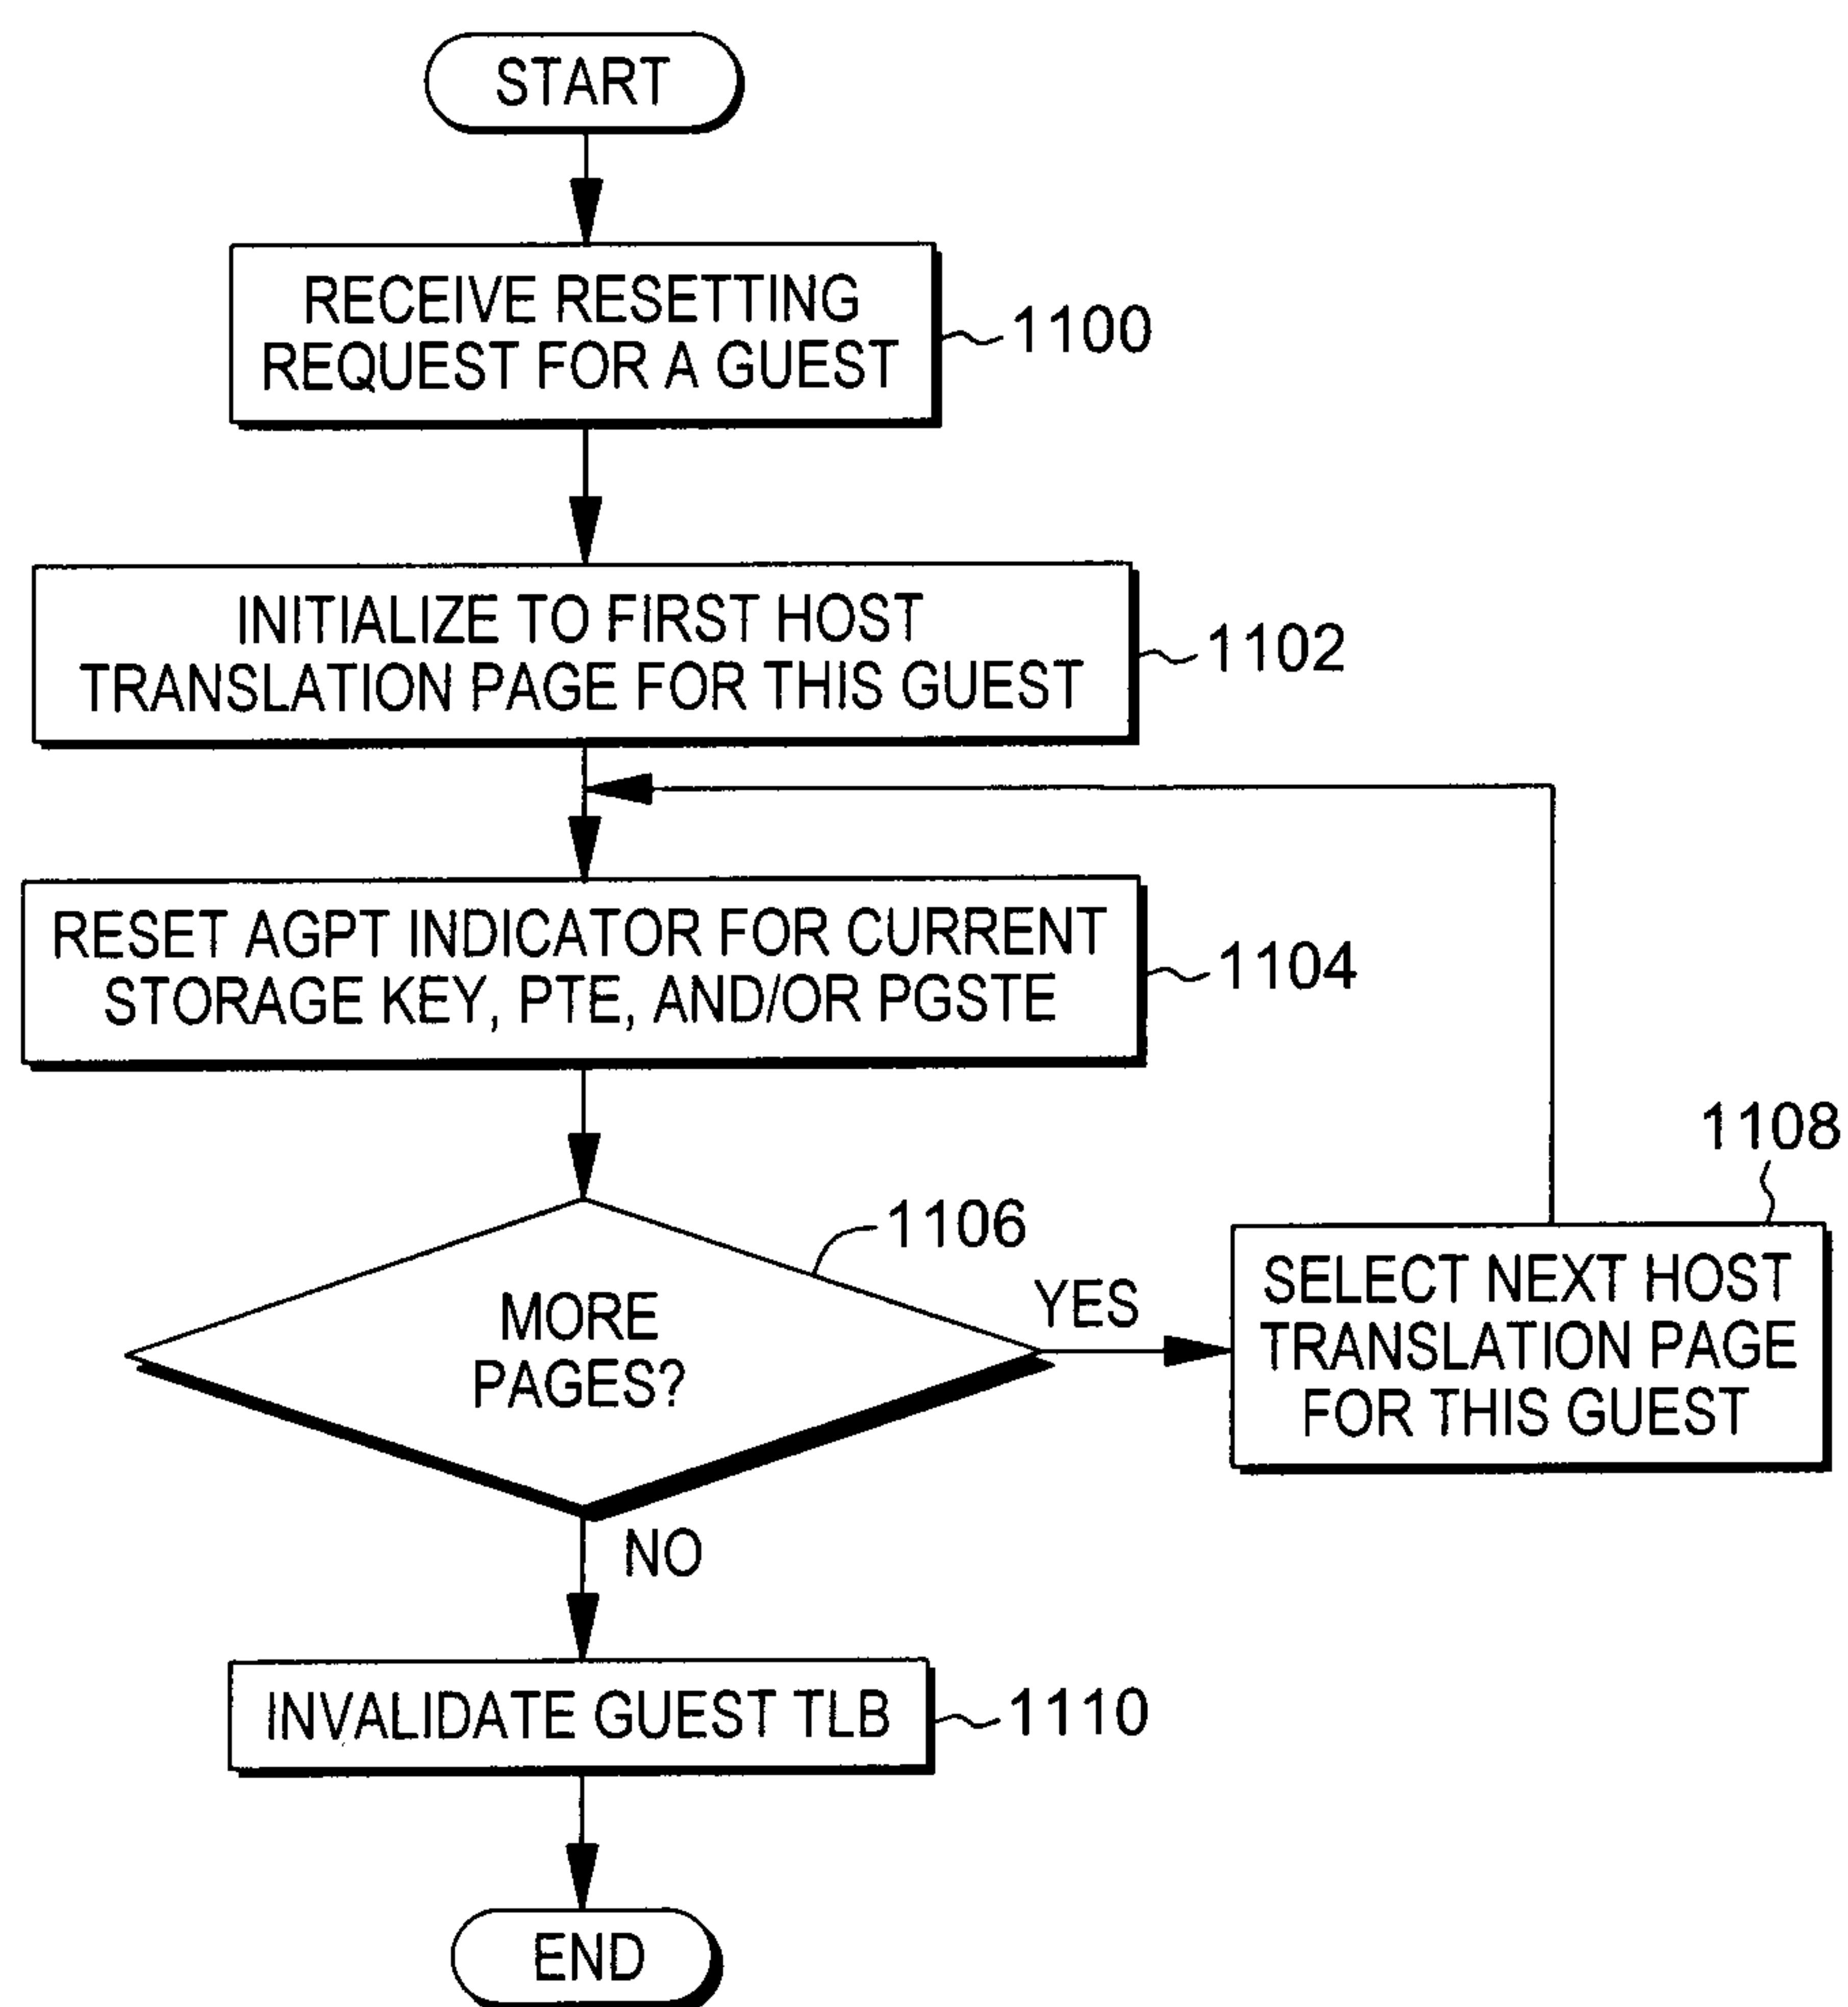 START
RECEIVE RESETTING
REQUEST FOR A GUEST
1100
INITIALIZE TO FIRST HOST
TRANSLATION PAGE FOR THIS GUEST
1102
RESET AGPT INDICATOR FOR CURRENT
STORAGE KEY, PTE, AND/OR PGSTE
1104
1106
MORE
PAGES?
YES
1108
SELECT NEXT HOST
TRANSLATION PAGE
FOR THIS GUEST
NO
INVALIDATE GUEST TLB
1110
END